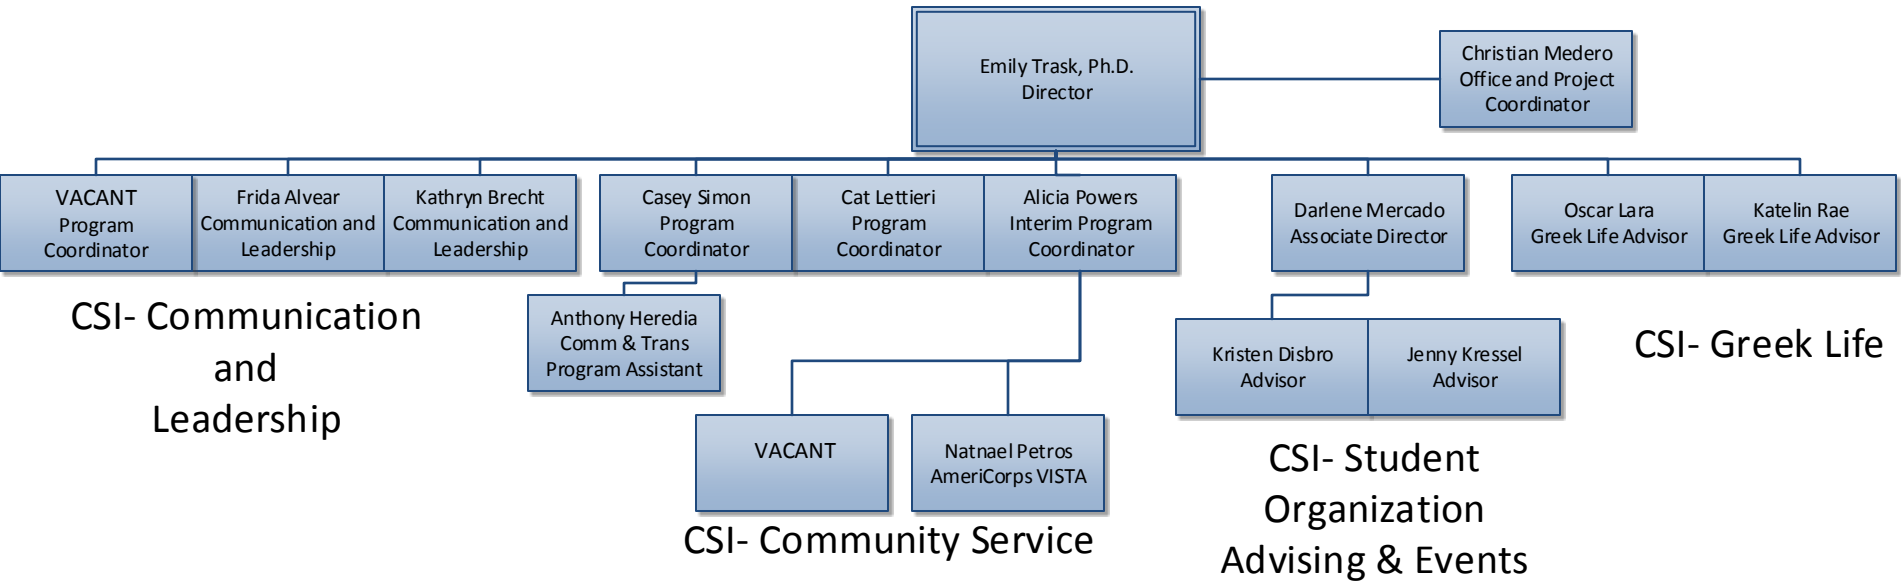 Emily Trask, Ph.D.
Director
Christian Medero
Office and Project
Coordinator
VACANT
Program
Coordinator
Frida Alvear
Communication and
Leadership
Kathryn Brecht
Communication and
Leadership
Casey Simon
Program
Coordinator
Cat Lettieri
Program
Coordinator
Alicia Powers
Interim Program
Coordinator
Darlene Mercado
Associate Director
Oscar Lara
Greek Life Advisor
Katelin Rae
Greek Life Advisor
CSI- Communication
and
Leadership
Anthony Heredia
Comm & Trans
Program Assistant
Kristen Disbro
Advisor
Jenny Kressel
Advisor
CSI- Greek Life
VACANT
Natnael Petros
AmeriCorps VISTA
CSI- Community Service
CSI- Student
Organization
Advising & Events